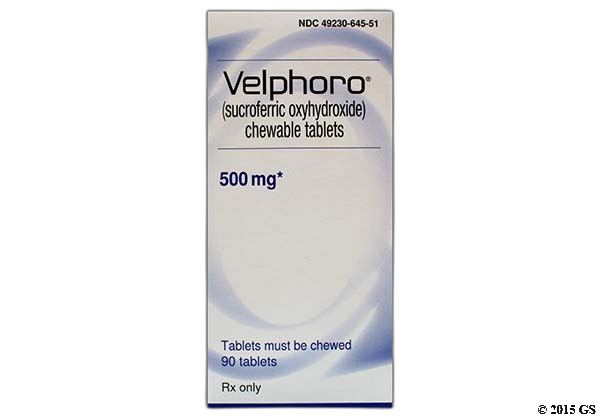 NDC 49230-645-51
Velphoro®
(sucroferric oxyhydroxide)
chewable tablets
500 mg*
Tablets must be chewed
90 tablets
Rx only
© 2015 GS